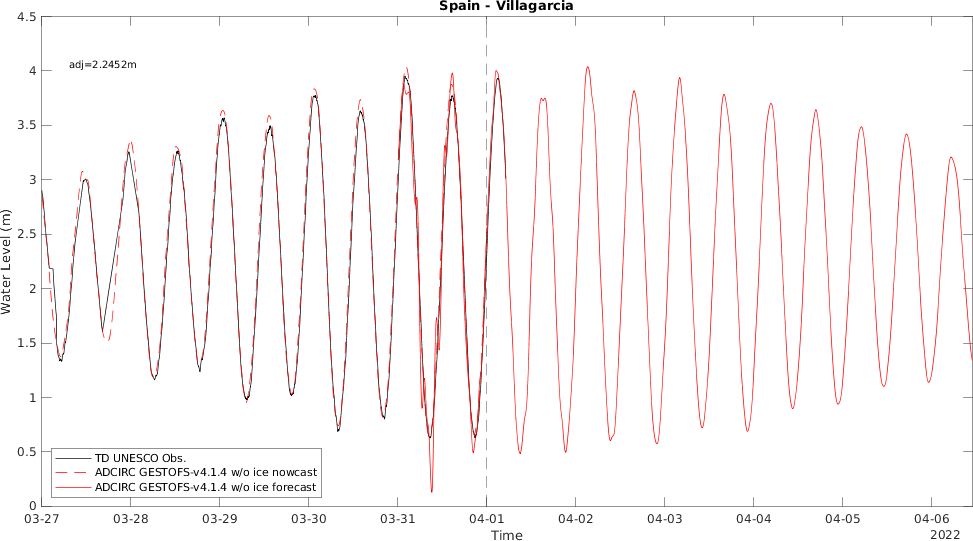 Spain - Villagarcia
4.5
4
3.5
3
2.5
2
1.5
1
0.5
0
Water Level (m)
adj=2.2452m
TD UNESCO Obs.
ADCIRC GESTOFS-v4.1.4 w/o ice nowcast
ADCIRC GESTOFS-v4.1.4 w/o ice forecast
03-27 03-28 03-29 03-30 03-31 04-01 04-02 04-03 04-04 04-05 04-06
Time
2022